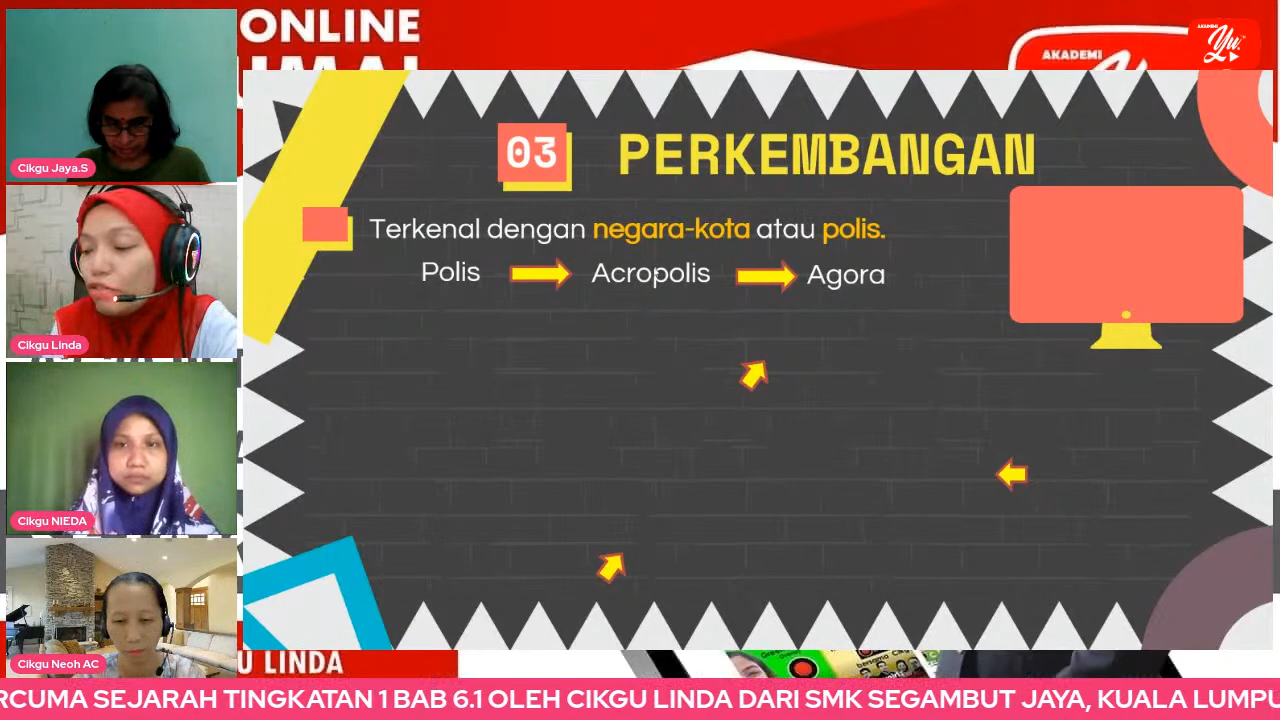 ONLINE
AKADEMI
AKADEMI
Yu.
03 PERKEMBANGAN
Terkenal dengan negara-kota atau polis.
Polis Acropolis Agora
Cikgu Jaya.S
Cikgu Linda
Cikgu NIEDA
Cikgu Neoh AC
U LINDA
RCUMA SEJARAH TINGKATAN 1 BAB 6.1 OLEH CIKGU LINDA DARI SMK SEGAMBUT JAYA, KUALA LUMPU